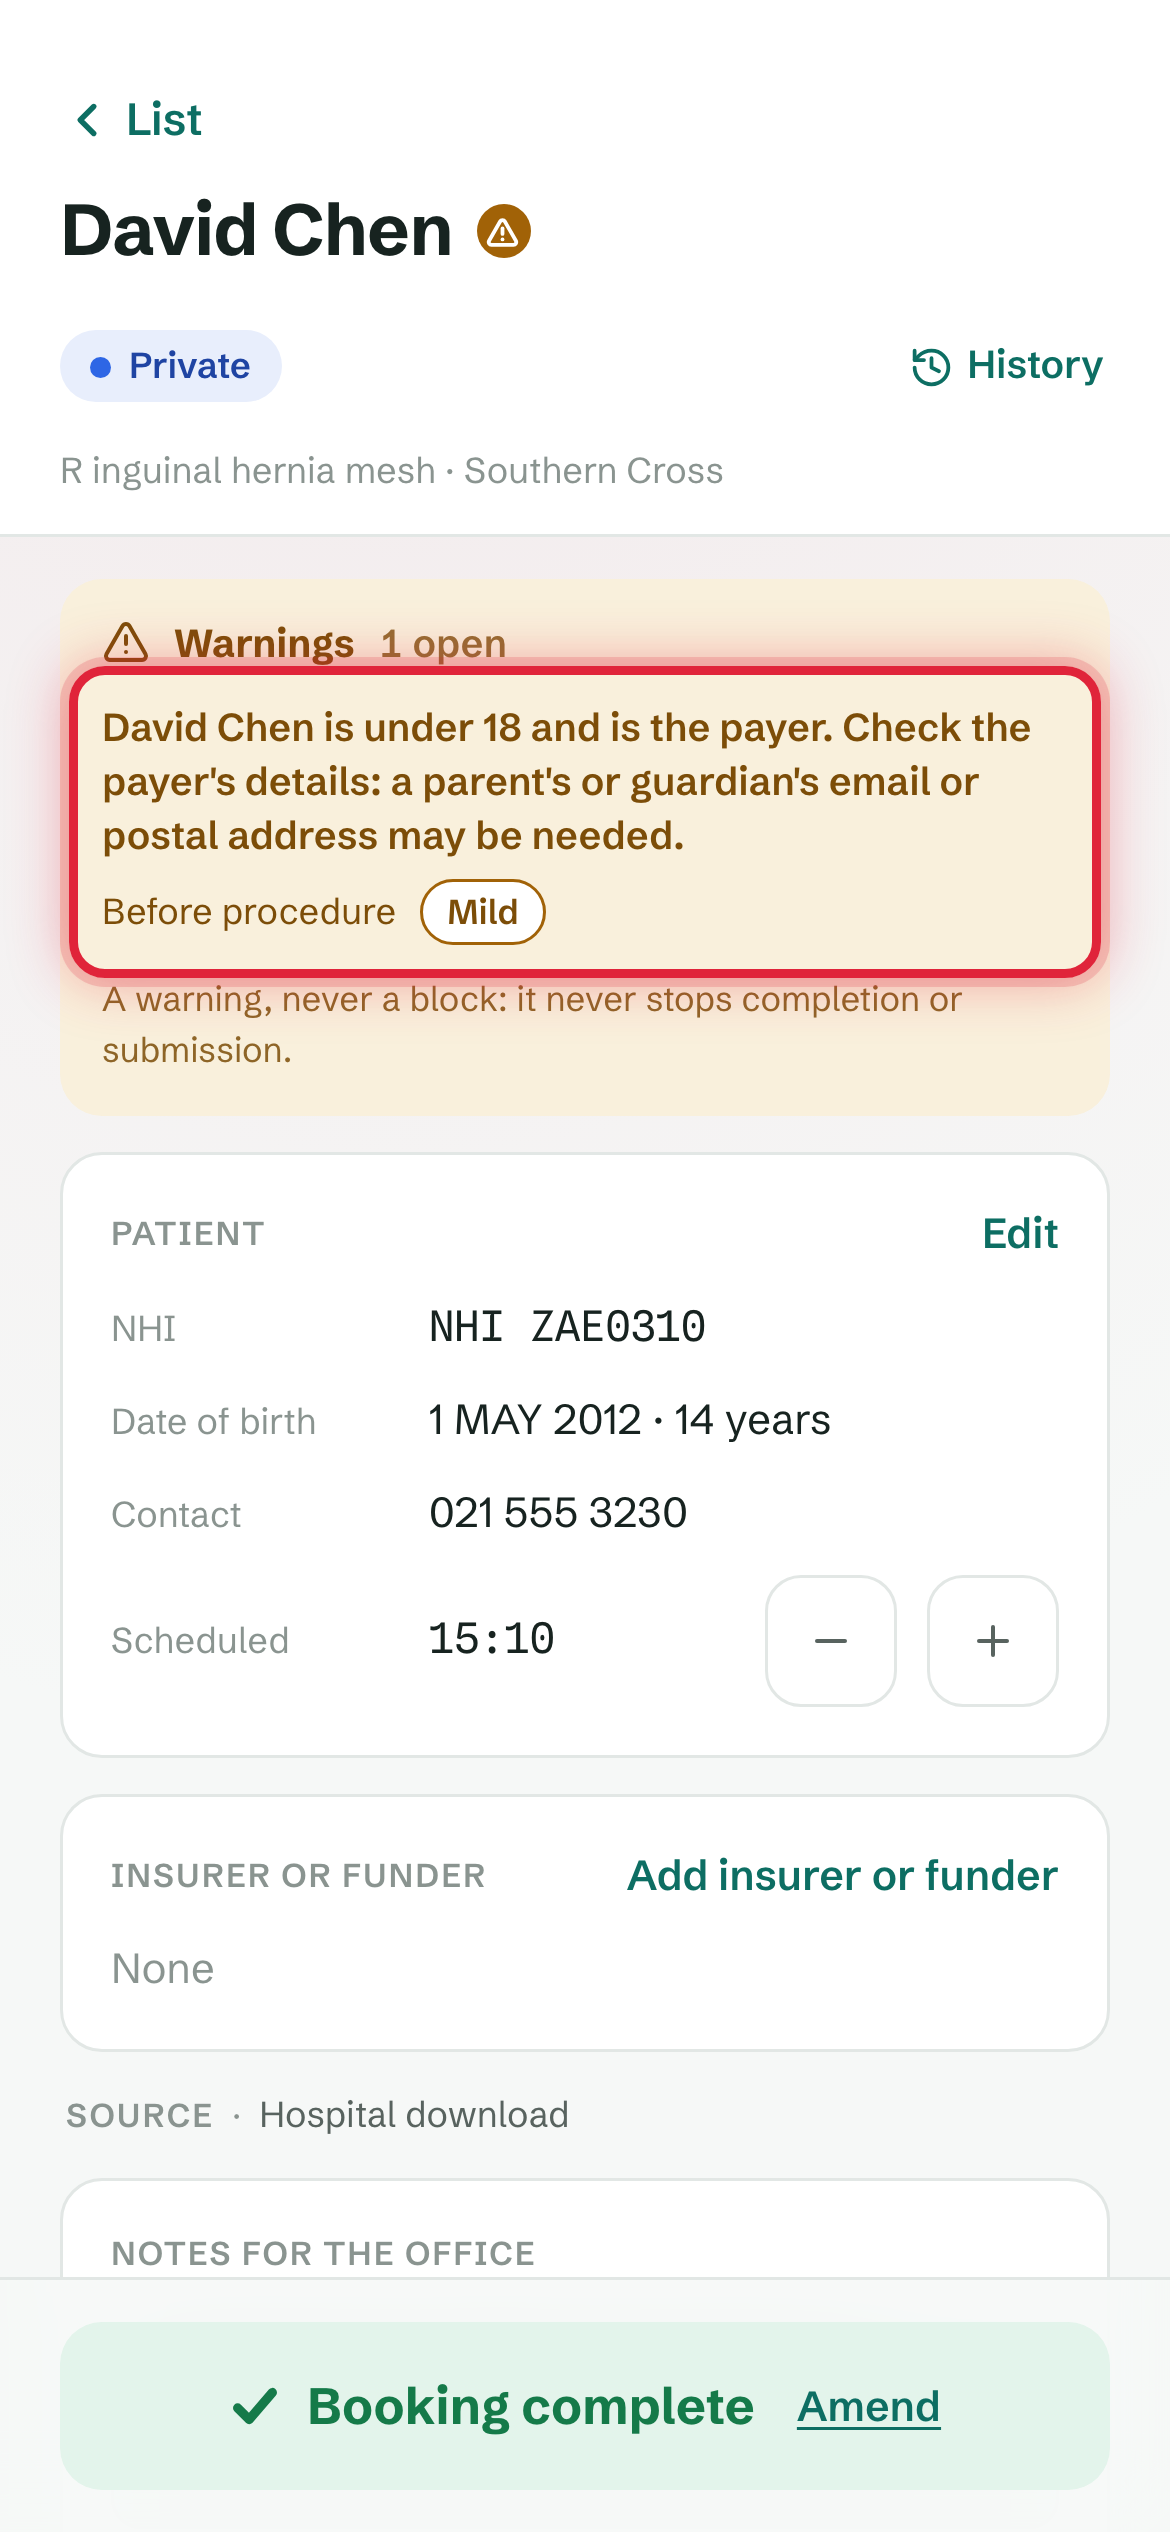 List
David Chen
Private
History
R inguinal hernia mesh · Southern Cross
Warnings 1 open
David Chen is under 18 and is the payer. Check the
payer's details: a parent's or guardian's email or
postal address may be needed.
Before procedure Mild
A warning, never a block: it never stops completion or
submission.
PATIENT Edit
NHI NHI ZAE0310
Date of birth 1 MAY 2012 · 14 years
Contact 021 555 3230
Scheduled 15:10 − +
INSURER OR FUNDER Add insurer or funder
None
SOURCE · Hospital download
NOTES FOR THE OFFICE
Booking complete Amend